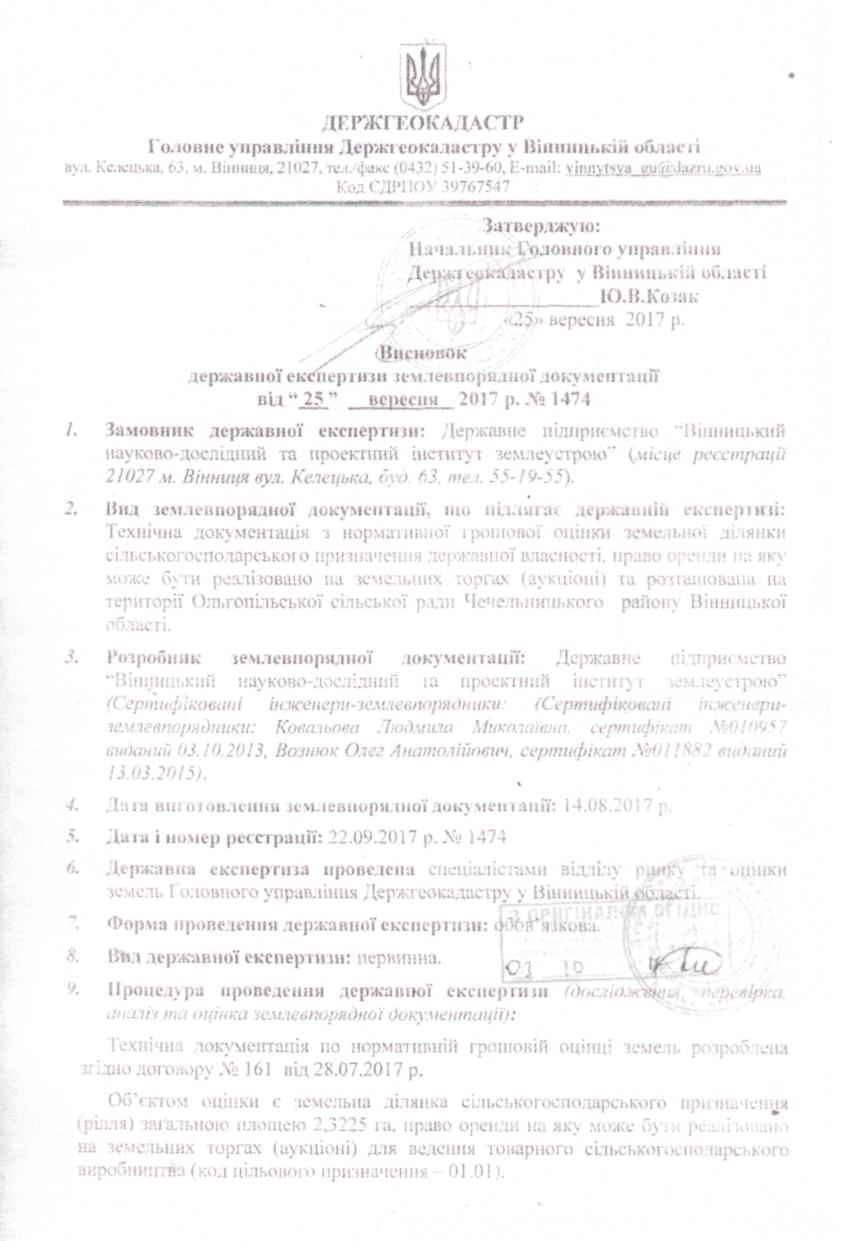 ДЕРЖГЕОКАДАСТР
Головне управління Держгеокадастру у Вінницькій області
вул. Келецька, 63, м. Вінниця, 21027, тел./факс (0432) 51-39-60, E-mail: vinnytsya_gu@dazru.gov.ua
Код ЄДРПОУ 39767547
Затверджую:
Начальник Головного управління
Держгеокадастру у Вінницькій області
Ю.В.Козак
«25» вересня 2017 р.
Висновок
державної експертизи землевпорядної документації
від “ 25 ” вересня 2017 р. № 1474
1. Замовник державної експертизи: Державне підприємство “Вінницький
науково-дослідний та проектний інститут землеустрою” (місце реєстрації
21027 м. Вінниця вул. Келецька, буд. 63, тел. 55-19-55).
2. Вид землевпорядної документації, що підлягає державній експертизі:
Технічна документація з нормативної грошової оцінки земельної ділянки
сільськогосподарського призначення державної власності, право оренди на яку
може бути реалізовано на земельних торгах (аукціоні) та розташована на
території Ольгопільської сільської ради Чечельницького району Вінницької
області.
3. Розробник землевпорядної документації: Державне підприємство
“Вінницький науково-дослідний та проектний інститут землеустрою”
(Сертифіковані інженери-землевпорядники: (Сертифіковані інженери-
землевпорядники: Ковальова Людмила Миколаївна, сертифікат №010957
виданий 03.10.2013, Вознюк Олег Анатолійович, сертифікат №011882 виданий
13.03.2015).
4. Дата виготовлення землевпорядної документації: 14.08.2017 р.
5. Дата і номер реєстрації: 22.09.2017 р. № 1474
6. Державна експертиза проведена спеціалістами відділу ринку та оцінки
земель Головного управління Держгеокадастру у Вінницькій області.
З ОРИГІНАЛОМ ЗГІДНО
7. Форма проведення державної експертизи: обов’язкова.
8. Вид державної експертизи: первинна.
03 10
9. Процедура проведення державної експертизи (дослідження, перевірка,
аналіз та оцінка землевпорядної документації):
Технічна документація по нормативній грошовій оцінці земель розроблена
згідно договору № 161 від 28.07.2017 р.
Об’єктом оцінки є земельна ділянка сільськогосподарського призначення
(рілля) загальною площею 2,3225 га, право оренди на яку може бути реалізовано
на земельних торгах (аукціоні) для ведення товарного сільськогосподарського
виробництва (код цільового призначення – 01.01).